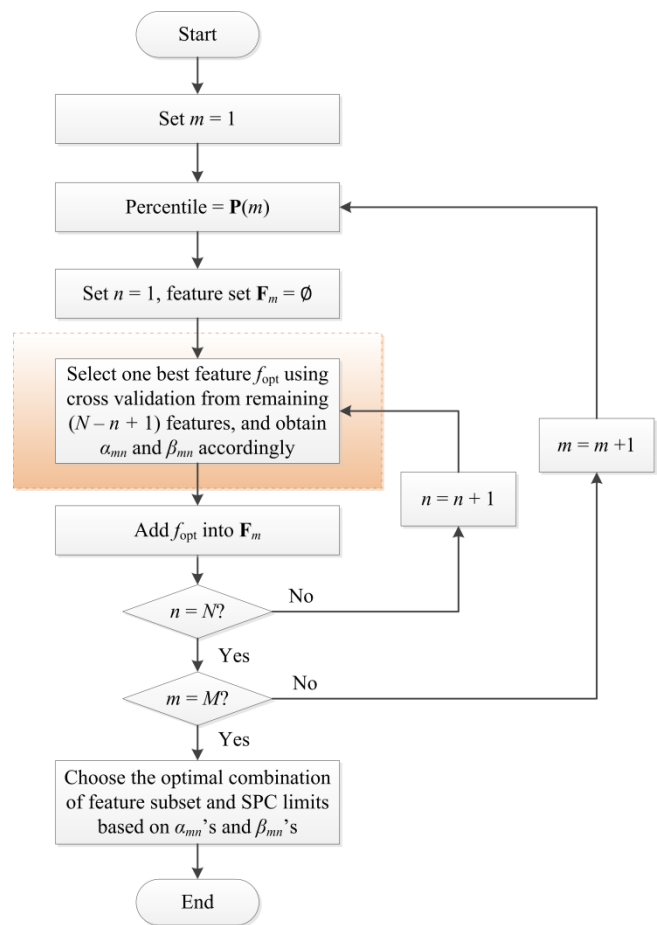 Start
Set m = 1
Percentile = P(m)
Set n = 1, feature set Fm = ∅
Select one best feature fopt using
cross validation from remaining
(N – n + 1) features, and obtain
αmn and βmn accordingly
m = m +1
n = n + 1
Add fopt into Fm
n = N?
No
Yes
m = M?
No
Yes
Choose the optimal combination
of feature subset and SPC limits
based on αmn's and βmn's
End